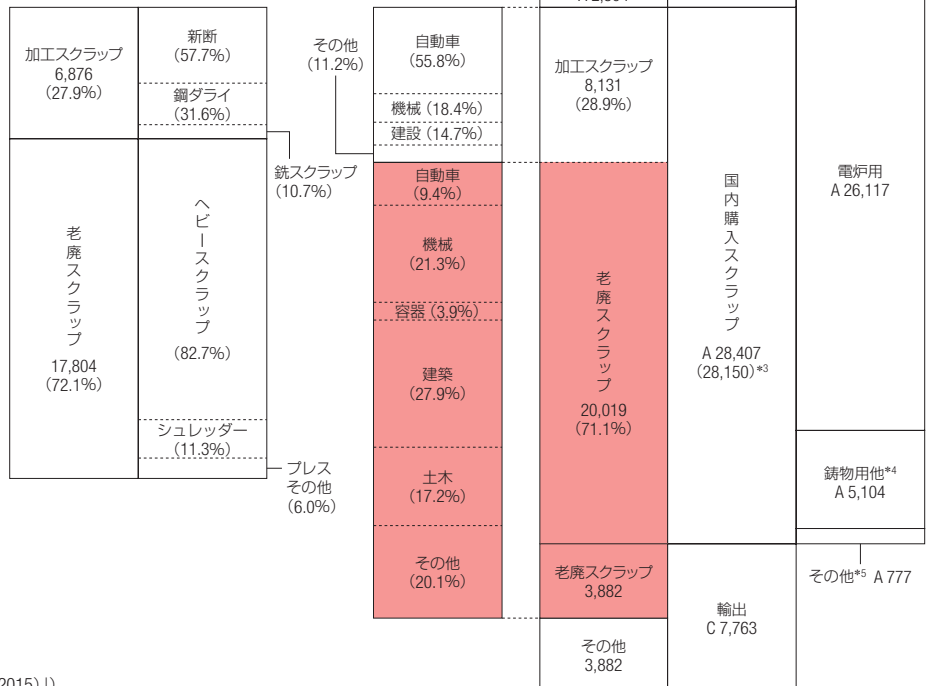 加工スクラップ
6,876
(27.9%)
新断
(57.7%)
鋼ダライ
(31.6%)
銑スクラップ
(10.7%)
老廃スクラップ
17,804
(72.1%)
ヘビースクラップ
(82.7%)
シュレッダー
(11.3%)
プレス
その他
(6.0%)
その他
(11.2%)
自動車
(55.8%)
機械 (18.4%)
建設 (14.7%)
自動車
(9.4%)
機械
(21.3%)
容器 (3.9%)
建築
(27.9%)
土木
(17.2%)
その他
(20.1%)
加工スクラップ
8,131
(28.9%)
老廃スクラップ
20,019
(71.1%)
老廃スクラップ
3,882
その他
3,882
国内購入スクラップ
A 28,407
(28,150)*3
輸出
C 7,763
電炉用
A 26,117
鋳物用他*4
A 5,104
その他*5 A 777